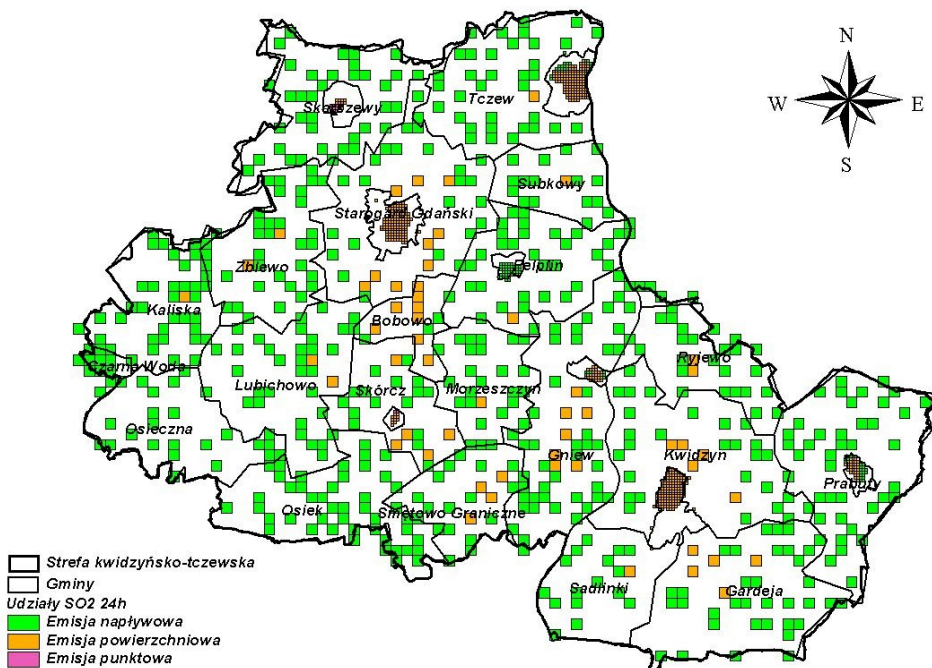 N
W E
S
Tczew
Skarszewy
Subkowy
Starogard Gdański
Zblewo
Pelplin
Kaliska
Bobowo
Czarna Woda
Ryjewo
Lubichowo
Skórcz
Morzeszczyn
Osieczna
Gniew
Kwidzyn
Prabuty
Osiek
Smętowo Graniczne
Sadlinki
Gardeja
Strefa kwidzyńsko-tczewska
Gminy
Udziały SO2 24h
Emisja napływowa
Emisja powierzchniowa
Emisja punktowa